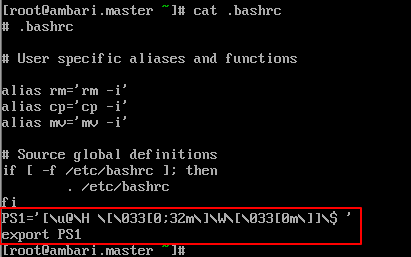 [root@ambari.master ~]# cat .bashrc
# .bashrc
# User specific aliases and functions
alias rm='rm -i'
alias cp='cp -i'
alias mv='mv -i'
# Source global definitions
if [ -f /etc/bashrc ]; then
        . /etc/bashrc
fi
PS1='[\u@\H \[\033[0;32m\]\W\[\033[0m\]]\$ '
export PS1
[root@ambari.master ~]#